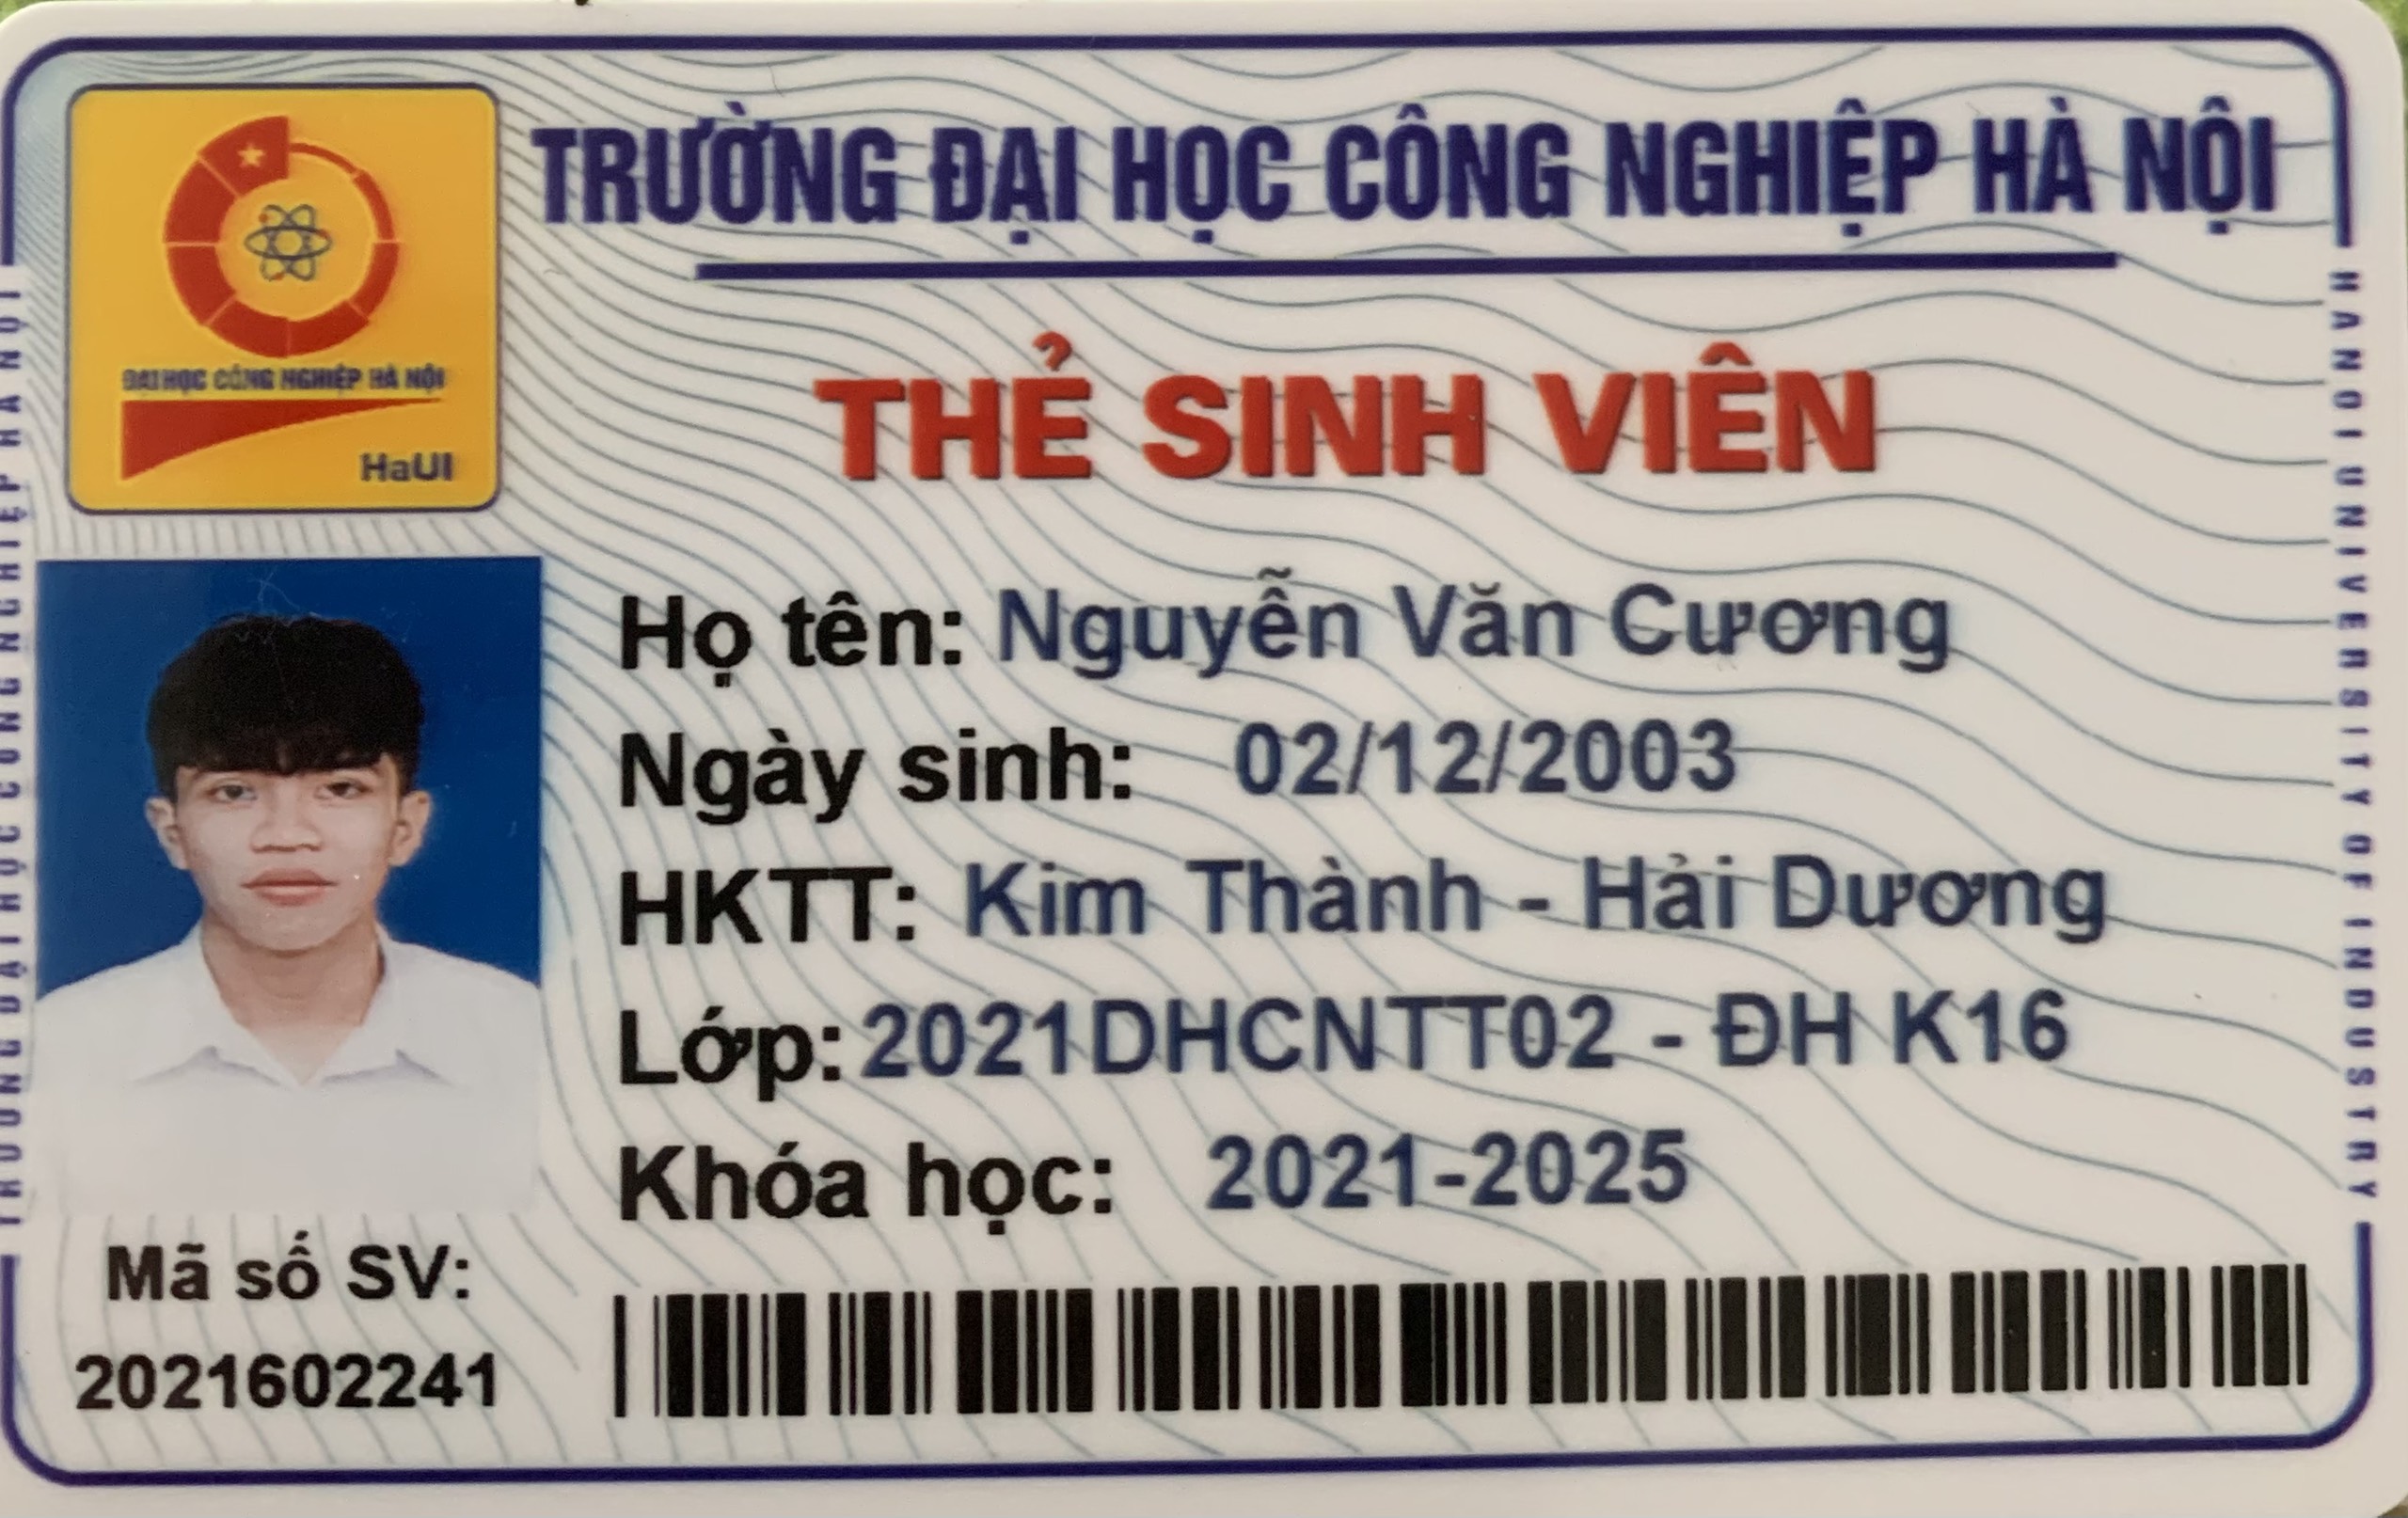 TRƯỜNG ĐẠI HỌC CÔNG NGHIỆP HÀ NỘI
ĐẠI HỌC CÔNG NGHIỆP HÀ NỘI
HaUI
THẺ SINH VIÊN
Họ tên: Nguyễn Văn Cương
Ngày sinh: 02/12/2003
HKTT: Kim Thành - Hải Dương
Lớp: 2021DHCNTT02 - ĐH K16
Khóa học: 2021-2025
Mã số SV:
2021602241
TRƯỜNG ĐẠI HỌC CÔNG NGHIỆP HÀ NỘI
HANOI UNIVERSITY OF INDUSTRY